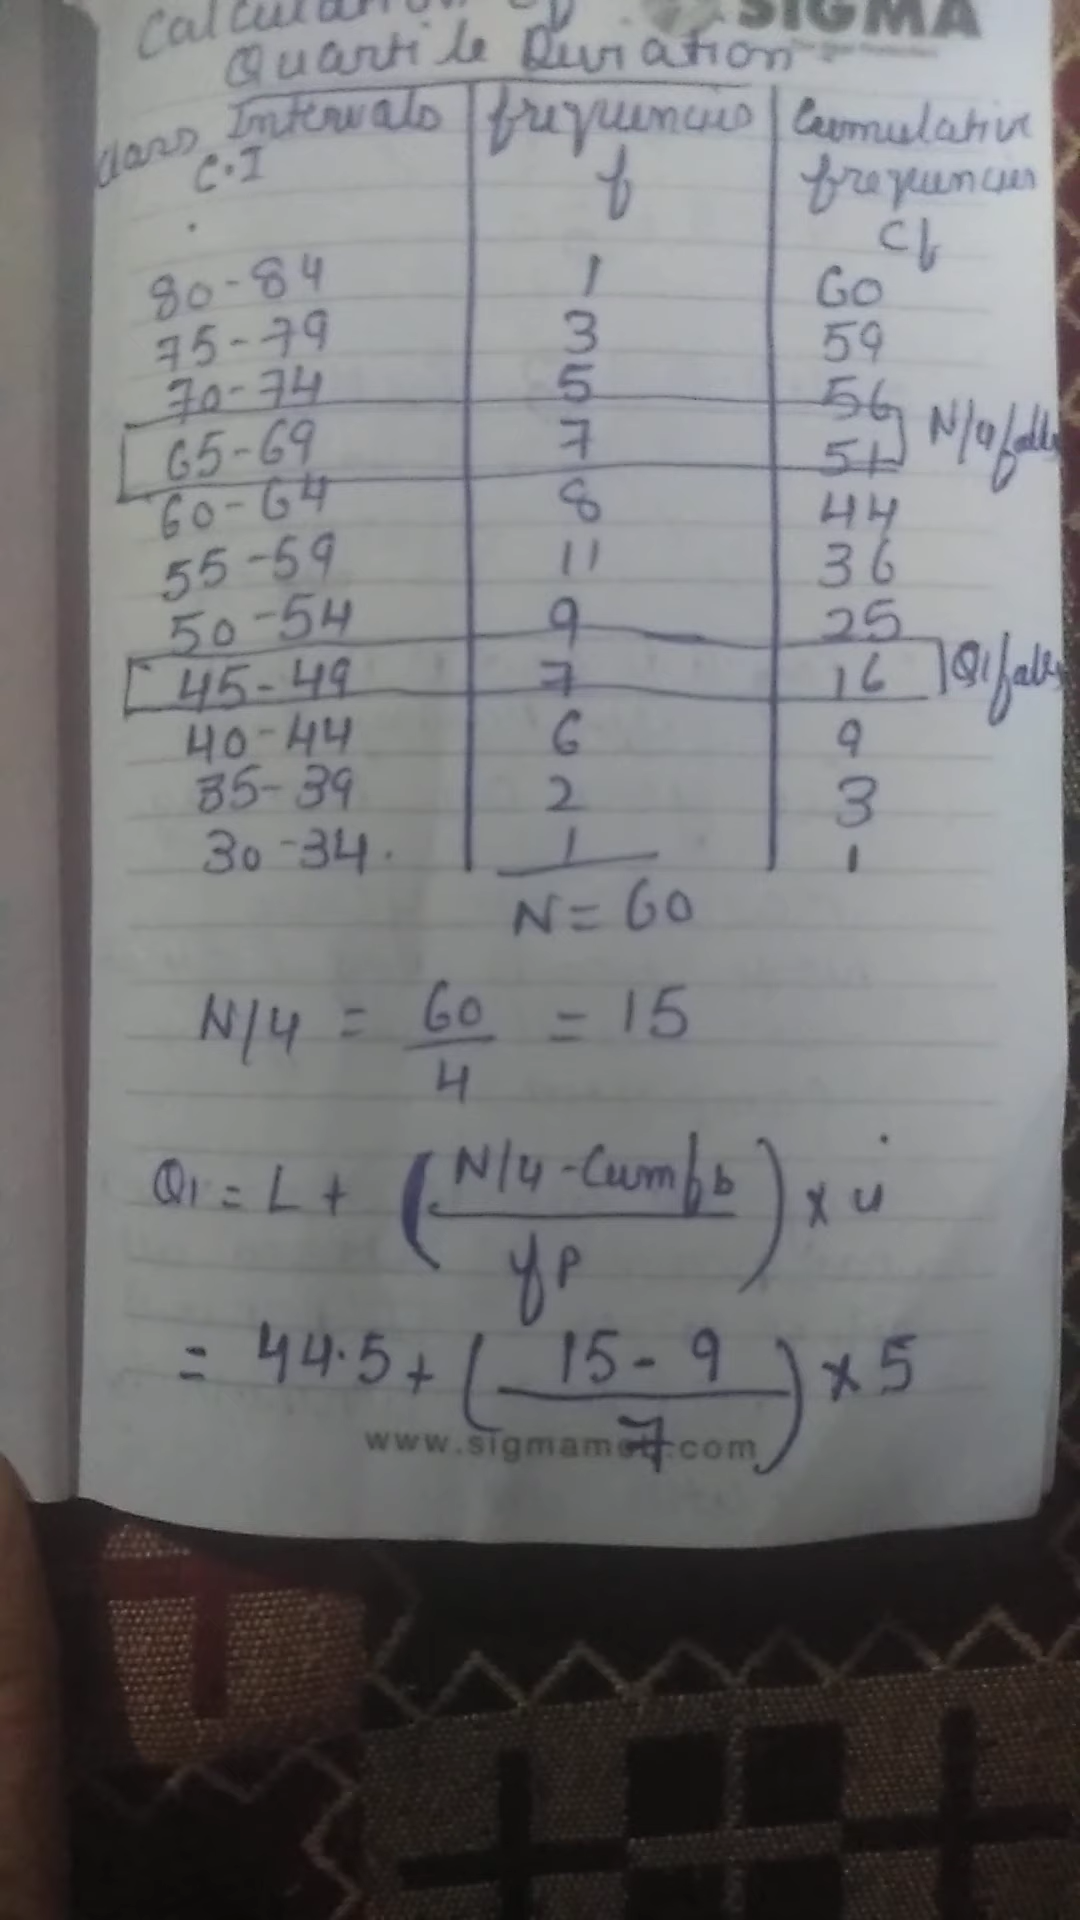 Calculation of
SIGMA
Quartile Deviation
Class Intervals frequencies Cumulative
C.I f frequencies
Cf
80-84 1 60
75-79 3 59
70-74 5 56
65-69 7 51 N/4 falls
60-64 8 44
55-59 11 36
50-54 9 25
45-49 7 16 Q1 falls
40-44 6 9
35-39 2 3
30-34. 1 1
N = 60
N/4 = 60/4 = 15
Q1 = L + (N/4 - Cumfb / fp) × i
= 44.5 + (15 - 9 / 7) × 5